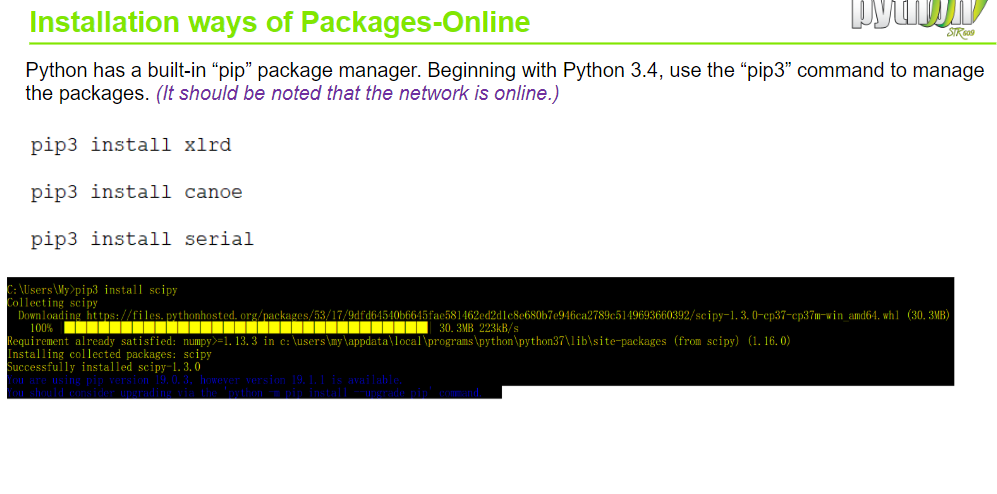 Installation ways of Packages-Online
python
STR 609
Python has a built-in “pip” package manager. Beginning with Python 3.4, use the “pip3” command to manage
the packages. (It should be noted that the network is online.)
pip3 install xlrd
pip3 install canoe
pip3 install serial
C:\Users\My>pip3 install scipy
Collecting scipy
Downloading https://files.pythonhosted.org/packages/53/17/9dfd64540b6645fae581462ed2d1c8e680b7e946ca2789c5149693660392/scipy-1.3.0-cp37-cp37m-win_amd64.whl (30.3MB)
100% |████████████████████████████████| 30.3MB 223kB/s
Requirement already satisfied: numpy>=1.13.3 in c:\users\my\appdata\local\programs\python\python37\lib\site-packages (from scipy) (1.16.0)
Installing collected packages: scipy
Successfully installed scipy-1.3.0
You are using pip version 19.0.3, however version 19.1.1 is available.
You should consider upgrading via the 'python -m pip install --upgrade pip' command.